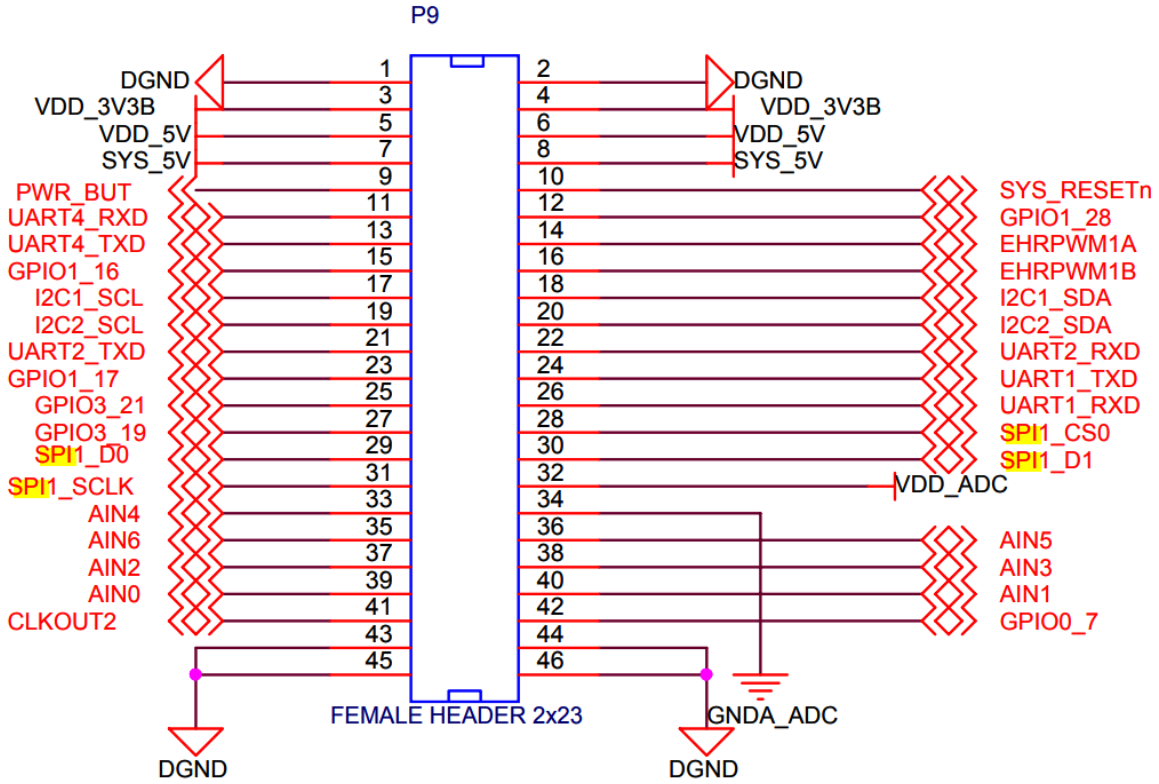 P9
DGND 1 2 DGND
VDD_3V3B 3 4 VDD_3V3B
VDD_5V 5 6 VDD_5V
SYS_5V 7 8 SYS_5V
PWR_BUT 9 10 SYS_RESETn
UART4_RXD 11 12 GPIO1_28
UART4_TXD 13 14 EHRPWM1A
GPIO1_16 15 16 EHRPWM1B
I2C1_SCL 17 18 I2C1_SDA
I2C2_SCL 19 20 I2C2_SDA
UART2_TXD 21 22 UART2_RXD
GPIO1_17 23 24 UART1_TXD
GPIO3_21 25 26 UART1_RXD
GPIO3_19 27 28 SPI1_CS0
SPI1_D0 29 30 SPI1_D1
SPI1_SCLK 31 32 VDD_ADC
AIN4 33 34
AIN6 35 36 AIN5
AIN2 37 38 AIN3
AIN0 39 40 AIN1
CLKOUT2 41 42 GPIO0_7
43 44
45 46
FEMALE HEADER 2x23 GNDA_ADC
DGND DGND